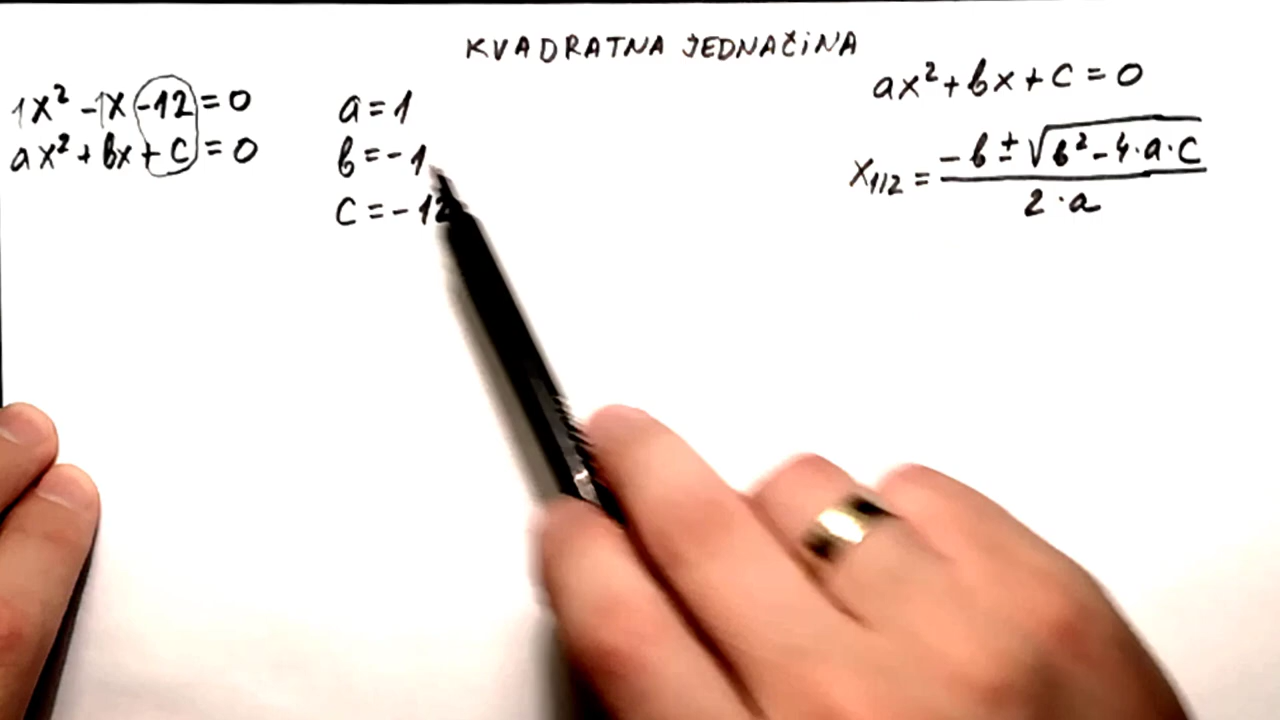 KVADRATNA JEDNAČINA
1x² - 1x - 12 = 0
ax² + bx + c = 0
a = 1
b = - 1
c = - 12
ax² + bx + c = 0
x₁/₂ = (-b ± √(b² - 4·a·c)) / (2·a)